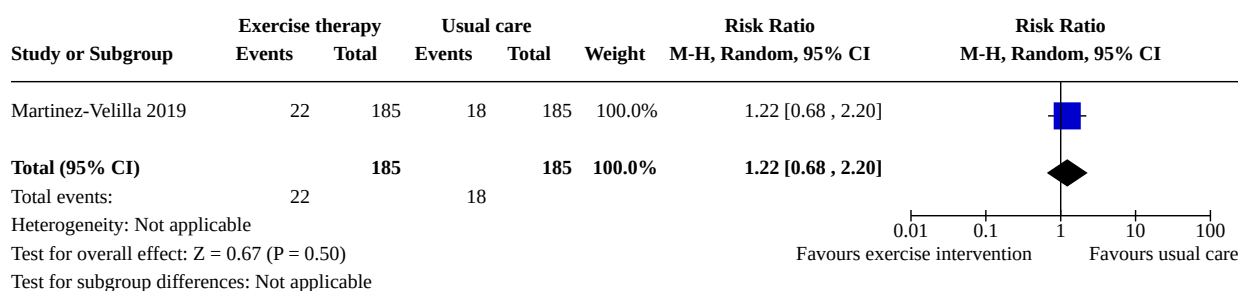 Exercise therapy Usual care Risk Ratio Risk Ratio
Study or Subgroup Events Total Events Total Weight M-H, Random, 95% CI M-H, Random, 95% CI
Martinez-Velilla 2019 22 185 18 185 100.0% 1.22 [0.68 , 2.20]
Total (95% CI) 185 185 100.0% 1.22 [0.68 , 2.20]
Total events: 22 18
Heterogeneity: Not applicable
0.01 0.1 1 10 100
Test for overall effect: Z = 0.67 (P = 0.50) Favours exercise intervention Favours usual care
Test for subgroup differences: Not applicable